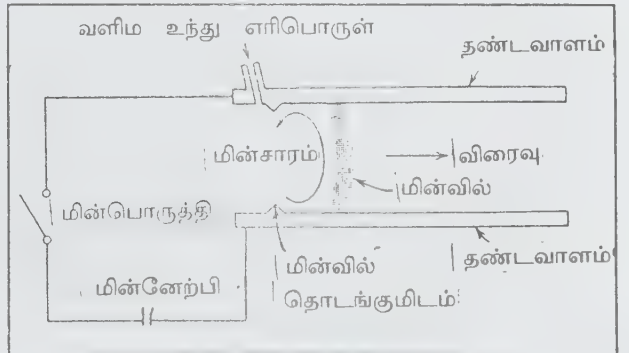 வளிம உந்து எரிபொருள்
தண்டவாளம்
மின்சாரம்
விரைவு
மின்வில்
மின்பொருத்தி
மின்வில்
தொடங்குமிடம்
தண்டவாளம்
மின்னேற்பி